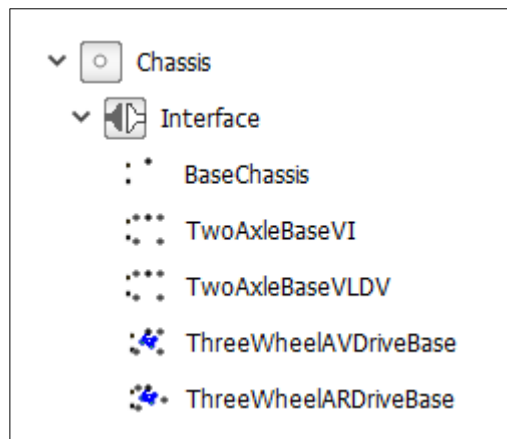 Chassis
Interface
BaseChassis
TwoAxleBaseVI
TwoAxleBaseVLDV
ThreeWheelAVDriveBase
ThreeWheelARDriveBase